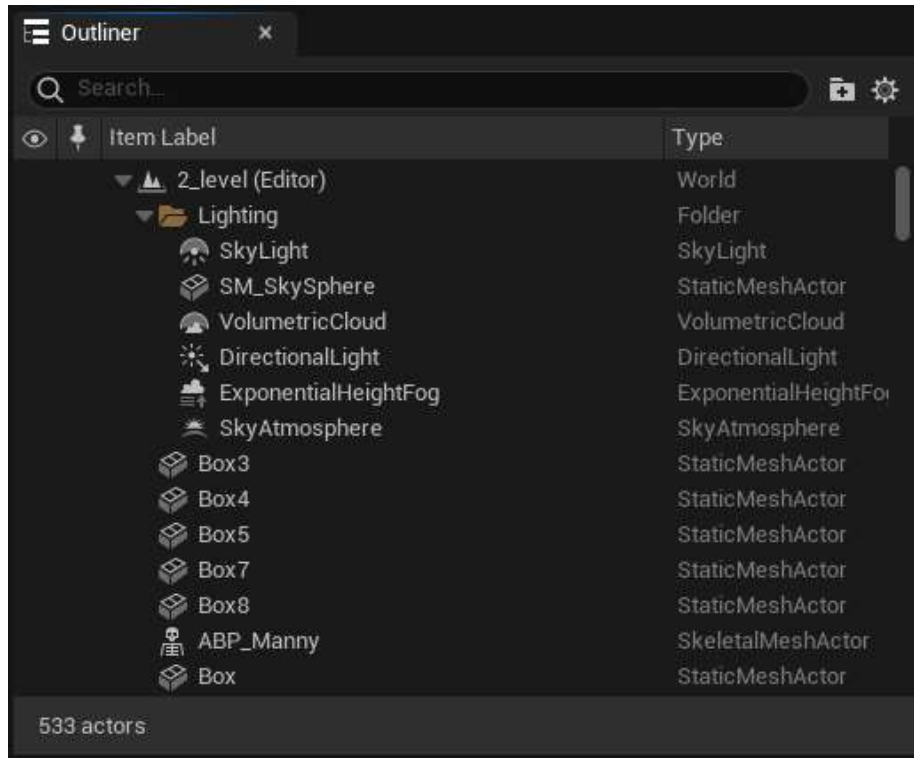 Outliner
Search...
Item Label Type
2_level (Editor) World
Lighting Folder
SkyLight SkyLight
SM_SkySphere StaticMeshActor
VolumetricCloud VolumetricCloud
DirectionalLight DirectionalLight
ExponentialHeightFog ExponentialHeightFo
SkyAtmosphere SkyAtmosphere
Box3 StaticMeshActor
Box4 StaticMeshActor
Box5 StaticMeshActor
Box7 StaticMeshActor
Box8 StaticMeshActor
ABP_Manny SkeletalMeshActor
Box StaticMeshActor
533 actors